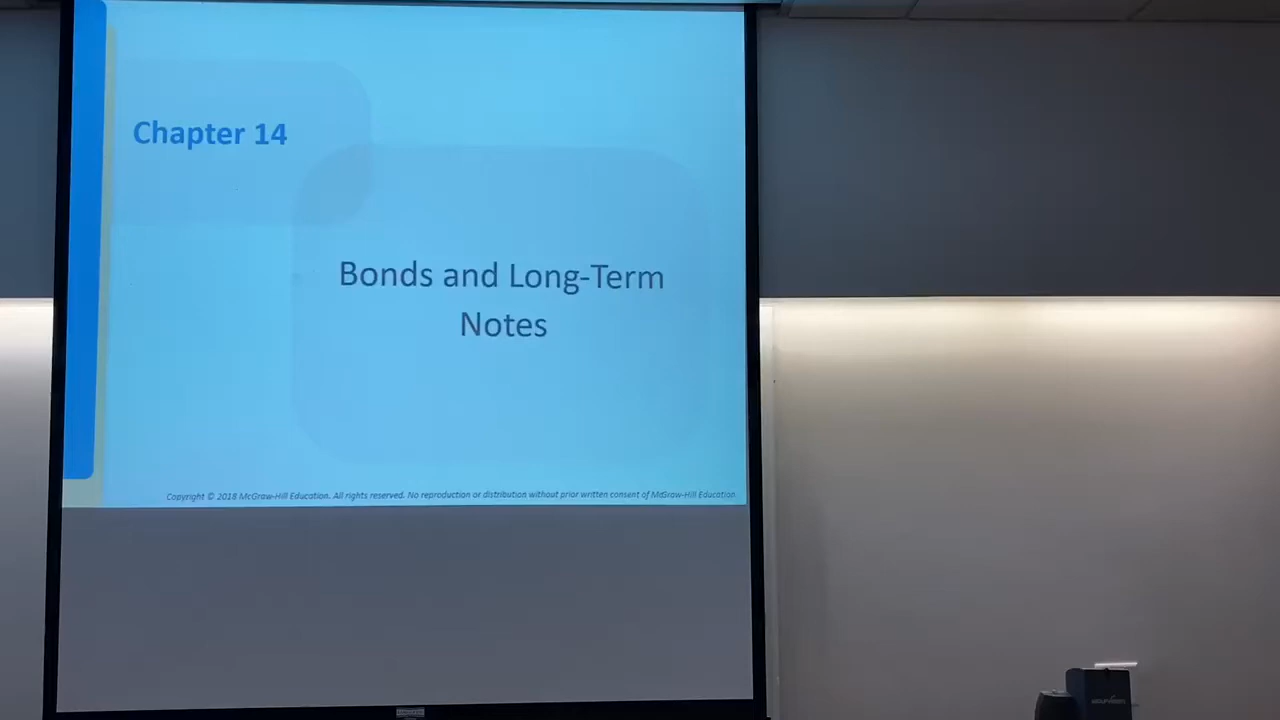 Chapter 14
Bonds and Long-Term
Notes
Copyright © 2018 McGraw-Hill Education. All rights reserved. No reproduction or distribution without prior written consent of McGraw-Hill Education.